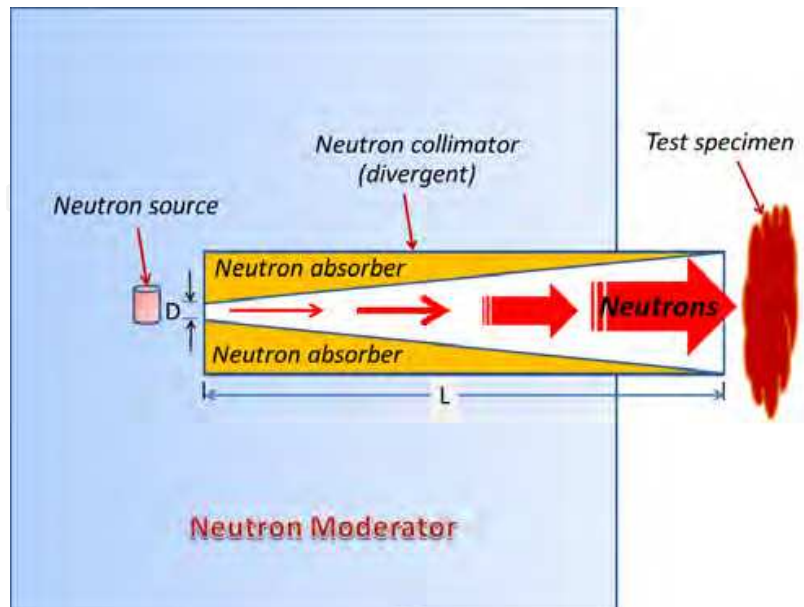 Neutron collimator
(divergent)
Test specimen
Neutron source
Neutron absorber
D
Neutrons
Neutron absorber
L
Neutron Moderator